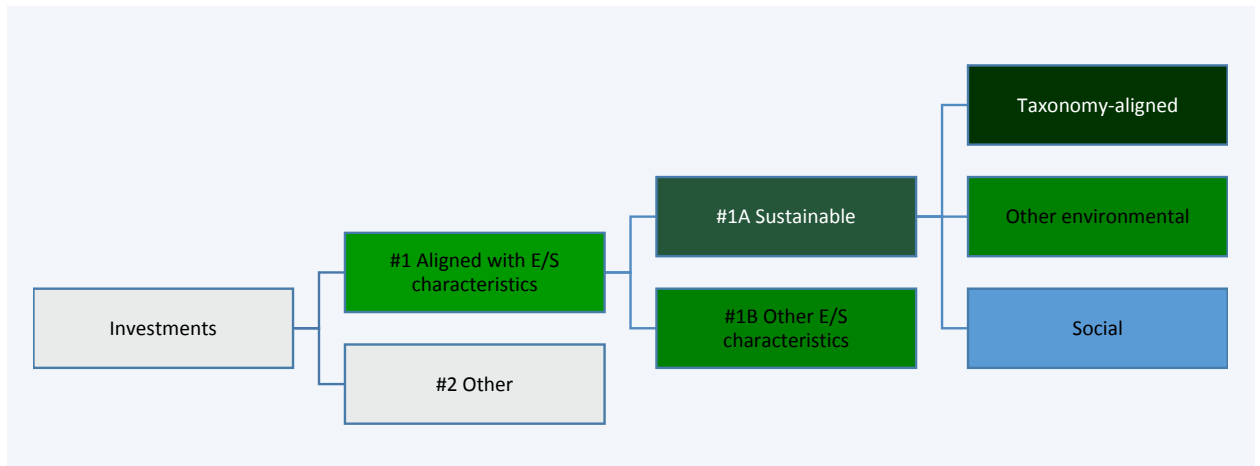 Investments
#1 Aligned with E/S
characteristics
#2 Other
#1A Sustainable
#1B Other E/S
characteristics
Taxonomy-aligned
Other environmental
Social